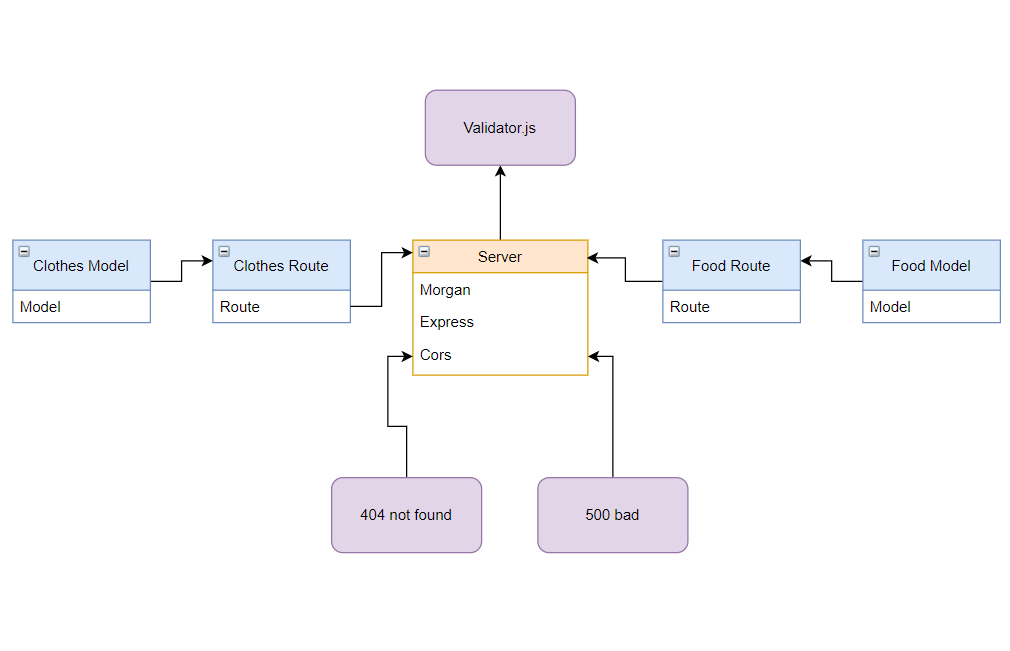 Validator.js
Clothes Model
Model
Clothes Route
Route
Server
Morgan
Express
Cors
Food Route
Route
Food Model
Model
404 not found
500 bad